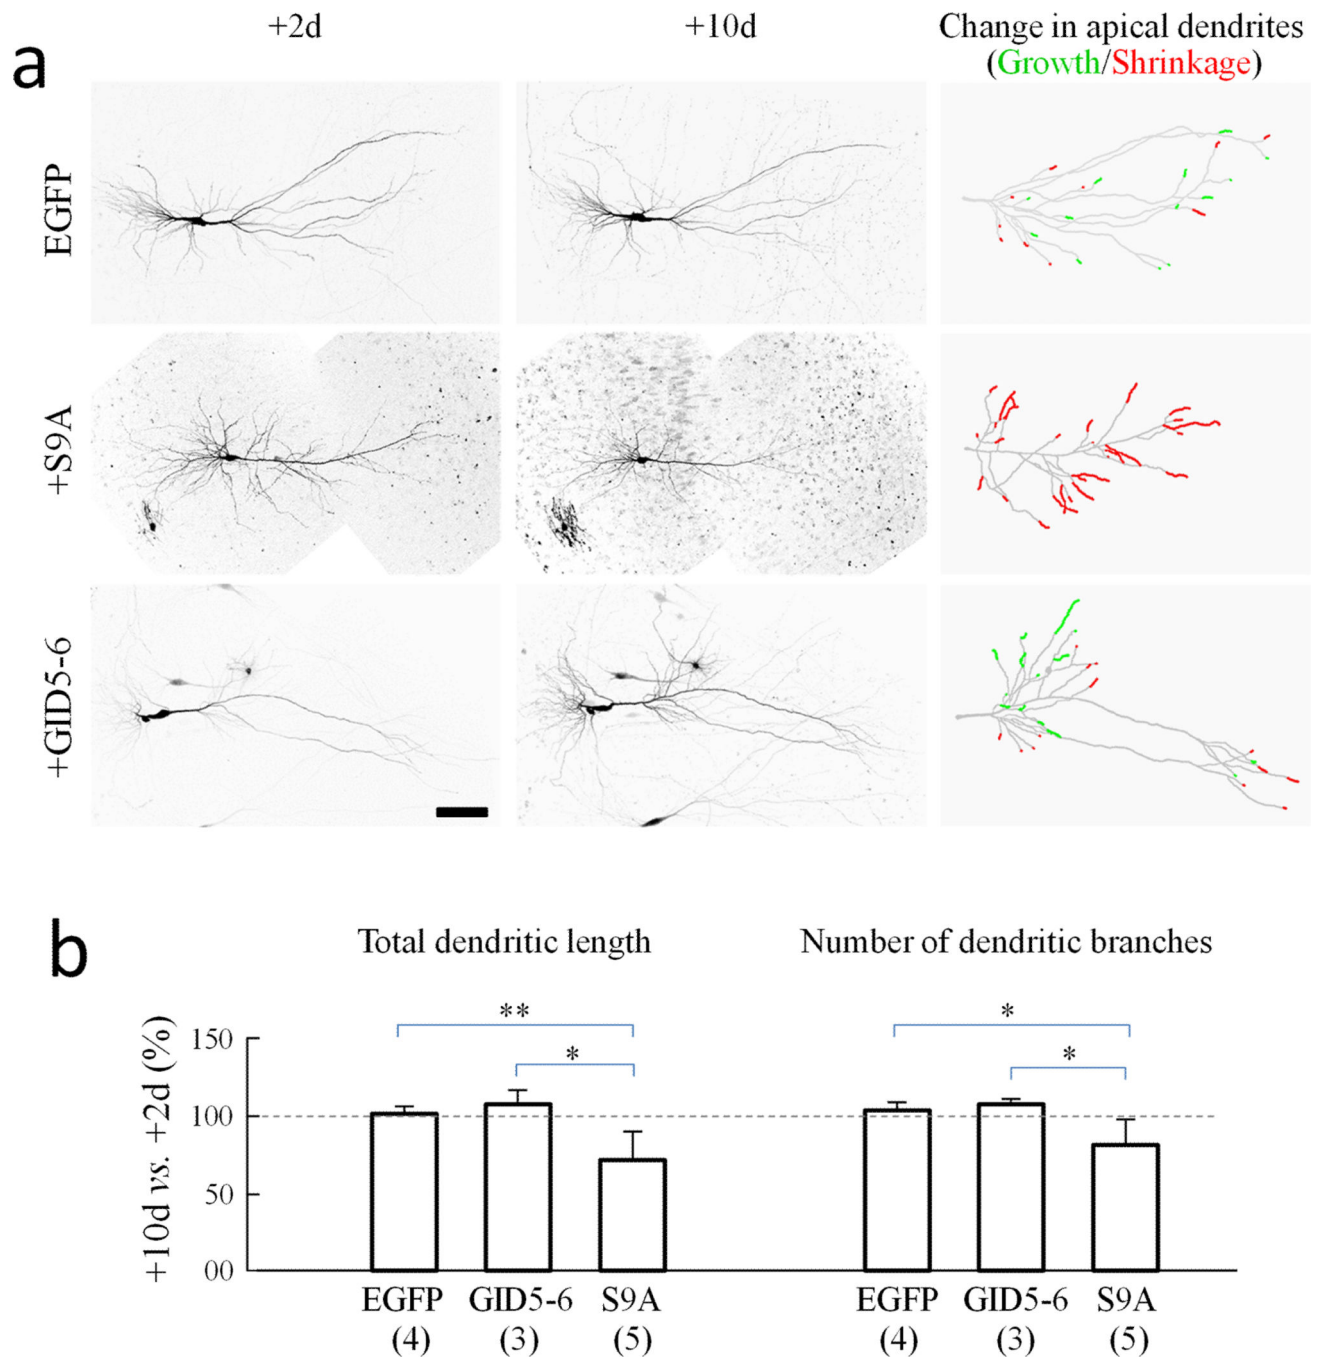 a
+2d
+10d
Change in apical dendrites
(Growth/Shrinkage)
EGFP
+S9A
+GID5-6
b
Total dendritic length
Number of dendritic branches
+10d vs. +2d (%)
**
*
*
*
150
100
50
00
EGFP
GID5-6
S9A
EGFP
GID5-6
S9A
(4)
(3)
(5)
(4)
(3)
(5)